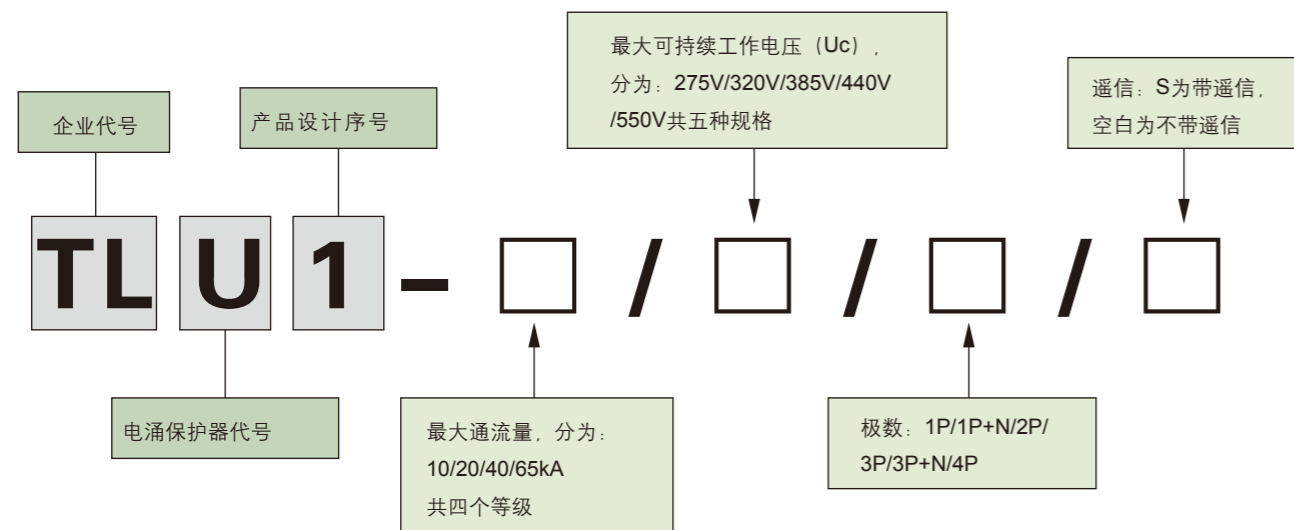 最大可持续工作电压（Uc），
分为：275V/320V/385V/440V
/550V共五种规格
遥信：S为带遥信，
空白为不带遥信
企业代号
产品设计序号
TL U 1 - □ / □ / □ / □
电涌保护器代号
最大通流量，分为：
10/20/40/65kA
共四个等级
极数：1P/1P+N/2P/
3P/3P+N/4P